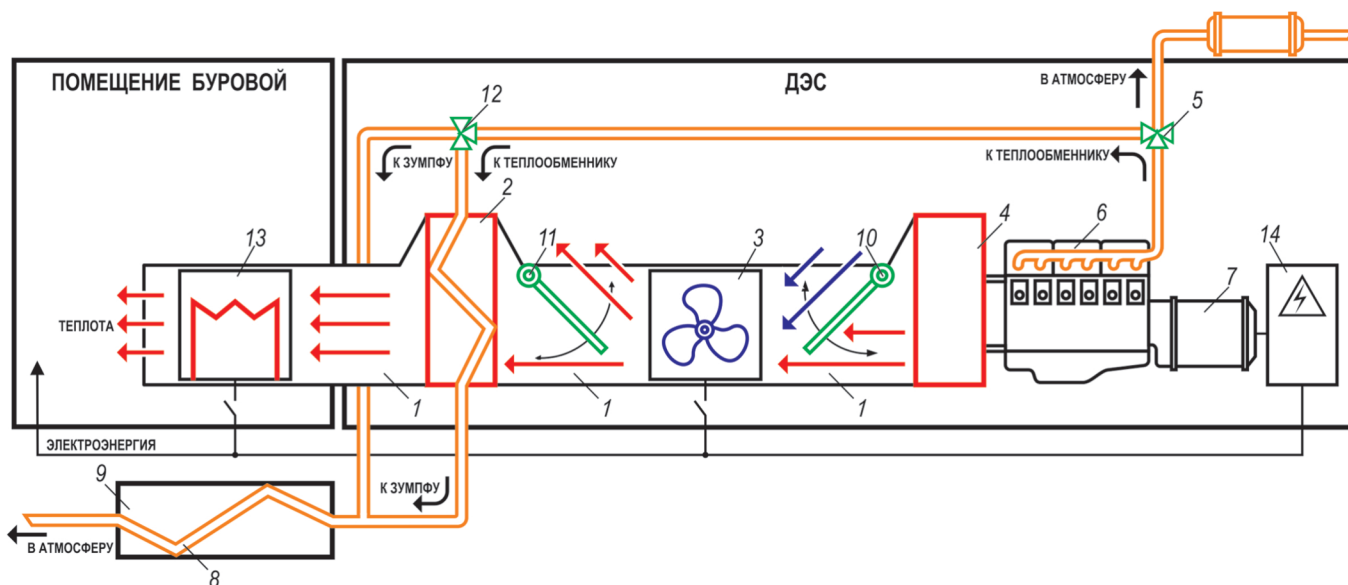 ПОМЕЩЕНИЕ БУРОВОЙ
ДЭС
В АТМОСФЕРУ
12
5
К ЗУМПФУ
К ТЕПЛООБМЕННИКУ
К ТЕПЛООБМЕННИКУ
2
4
6
13
11
3
10
14
7
ТЕПЛОТА
1
1
1
ЭЛЕКТРОЭНЕРГИЯ
9
К ЗУМПФУ
В АТМОСФЕРУ
8